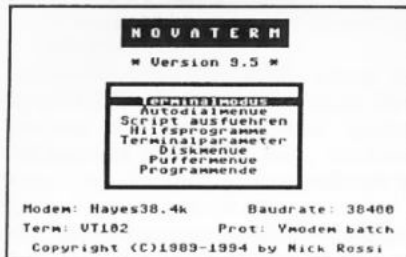 NOVATERM
* Version 9.5 *
Terminalmodus
Autodialmenue
Script ausfuehren
Hilfsprogramme
Terminalparameter
Diskmenue
Puffermenue
Programmende
Modem: Hayes38.4k Baudrate: 38400
Term: VT102 Prot: Ymodem batch
Copyright (C)1989-1994 by Nick Rossi